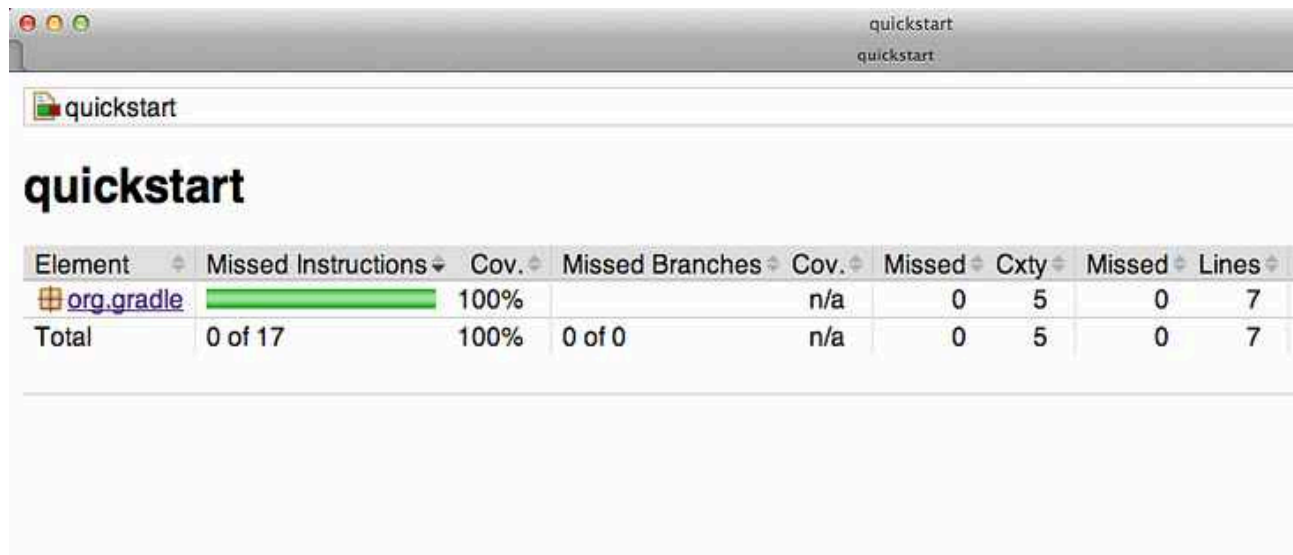 quickstart
quickstart
quickstart
quickstart
Element Missed Instructions Cov. Missed Branches Cov. Missed Cxty Missed Lines
org.gradle 100% n/a 0 5 0 7
Total 0 of 17 100% 0 of 0 n/a 0 5 0 7